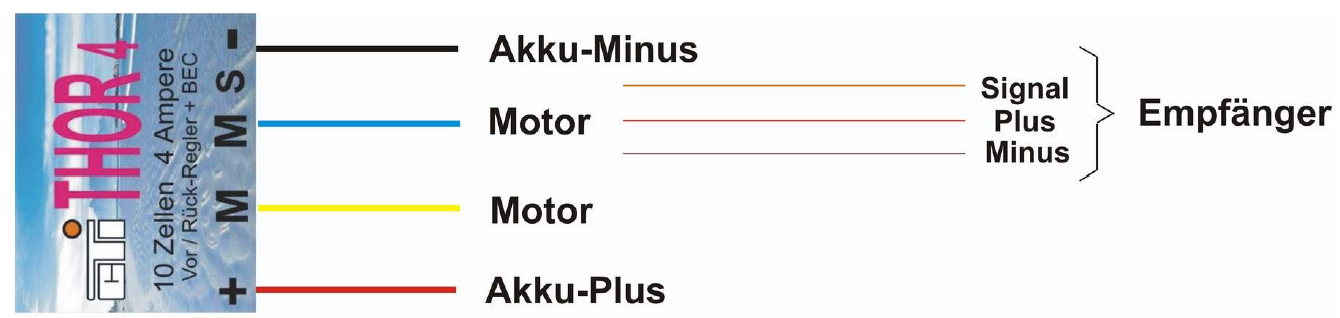 THOR 4
10 Zellen 4 Ampere
Vor / Rück-Regler + BEC
+ M M S -
Akku-Minus
Motor
Motor
Akku-Plus
Signal
Plus
Minus
Empfänger